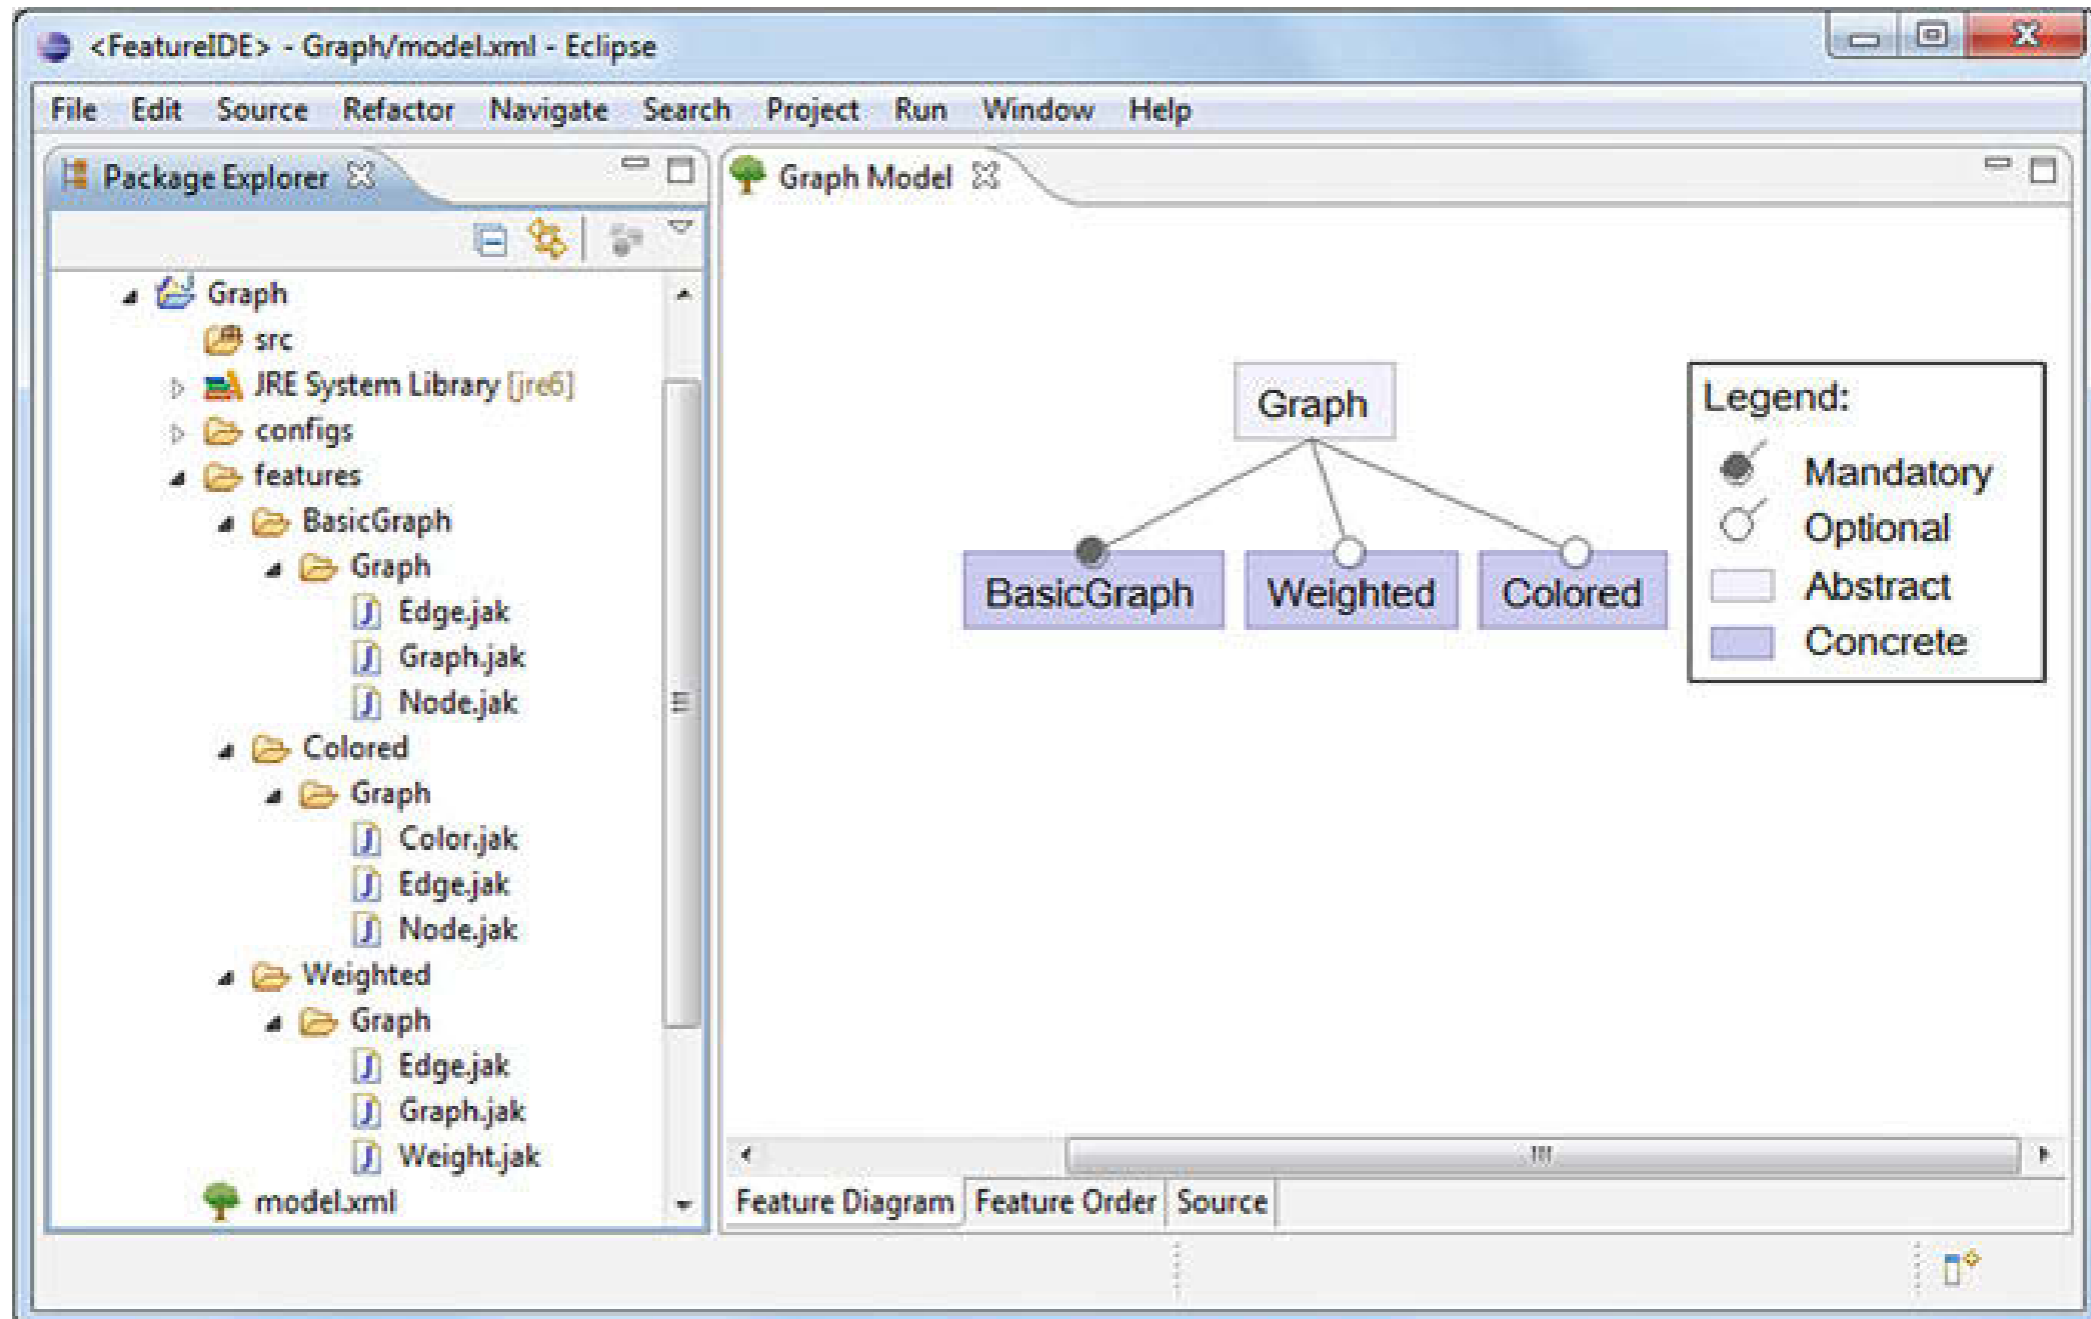 <FeatureIDE> - Graph/model.xml - Eclipse
File Edit Source Refactor Navigate Search Project Run Window Help
Package Explorer
Graph
src
JRE System Library [jre6]
configs
features
BasicGraph
Graph
Edge.jak
Graph.jak
Node.jak
Colored
Graph
Color.jak
Edge.jak
Node.jak
Weighted
Graph
Edge.jak
Graph.jak
Weight.jak
model.xml
Graph Model
Graph
BasicGraph Weighted Colored
Legend:
Mandatory
Optional
Abstract
Concrete
Feature Diagram Feature Order Source